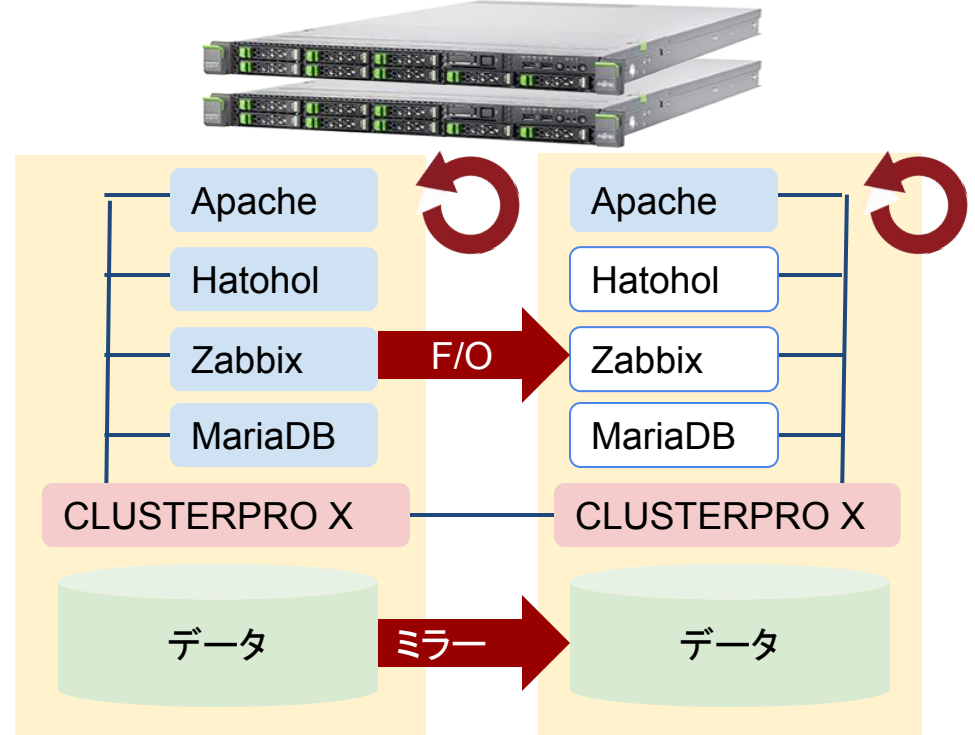 Apache
Hatohol
Zabbix
MariaDB
CLUSTERPRO X
データ
F/O
ミラー
Apache
Hatohol
Zabbix
MariaDB
CLUSTERPRO X
データ